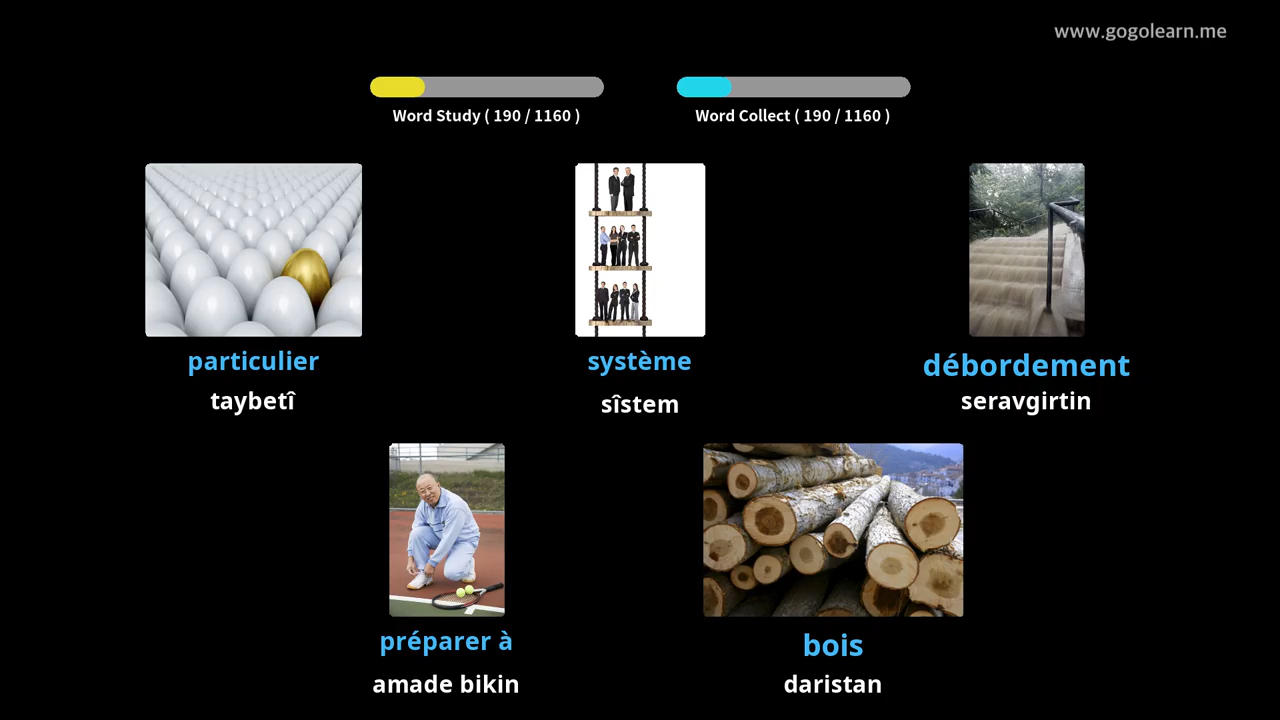 www.gogolearn.me
Word Study ( 190 / 1160 )
Word Collect ( 190 / 1160 )
particulier
taybetî
système
sîstem
débordement
seravgirtin
préparer à
amade bikin
bois
daristan